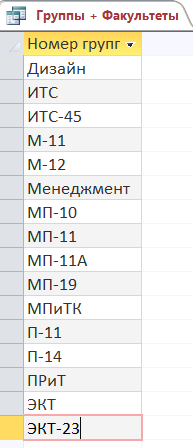 Группы + Факультеты
Номер групг
Дизайн
ИТС
ИТС-45
М-11
М-12
Менеджмент
МП-10
МП-11
МП-11А
МП-19
МПиТК
П-11
П-14
ПРиТ
ЭКТ
ЭКТ-23